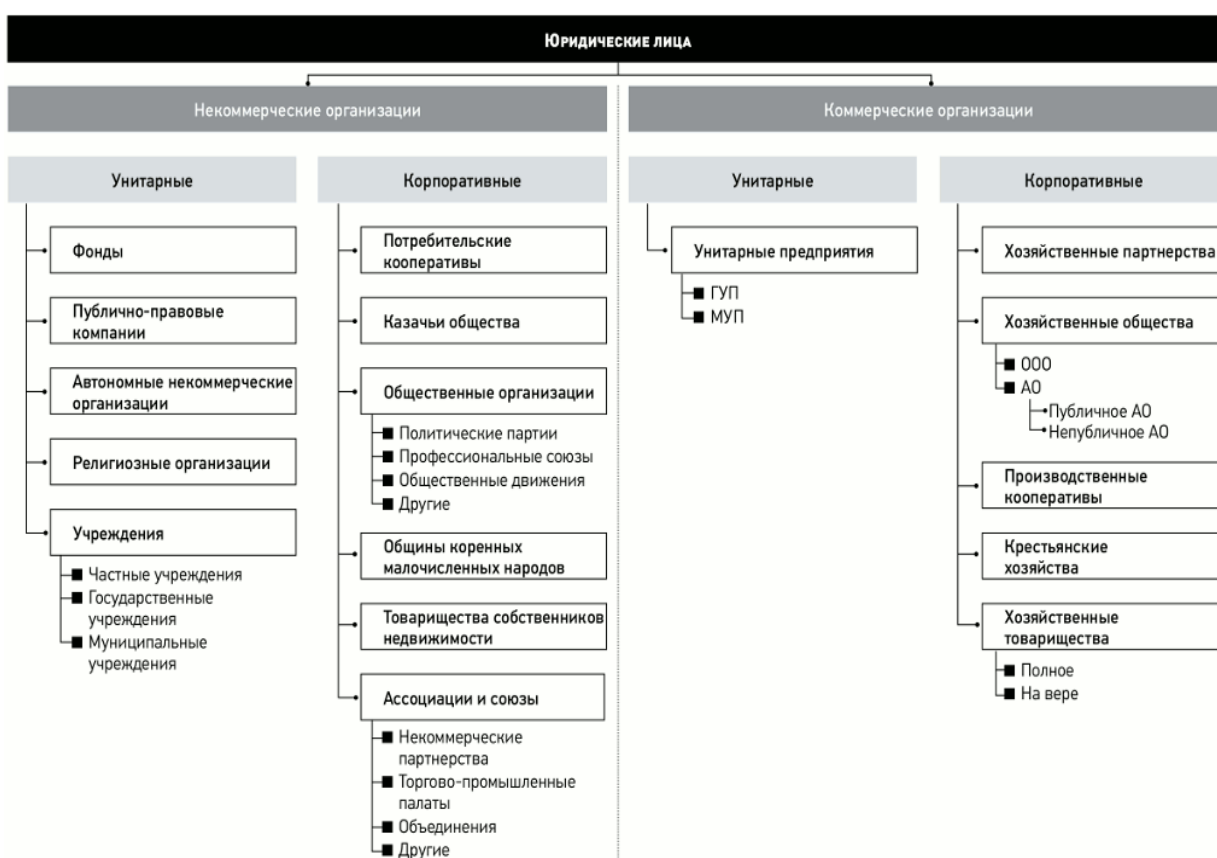 Юридические лица
Некоммерческие организации
Коммерческие организации
Унитарные
Корпоративные
Унитарные
Корпоративные
Фонды
Публично-правовые
компании
Автономные некоммерческие
организации
Религиозные организации
Учреждения
Частные учреждения
Государственные
учреждения
Муниципальные
учреждения
Потребительские
кооперативы
Казачьи общества
Общественные организации
Политические партии
Профессиональные союзы
Общественные движения
Другие
Общины коренных
малочисленных народов
Товарищества собственников
недвижимости
Ассоциации и союзы
Некоммерческие
партнерства
Торгово-промышленные
палаты
Объединения
Другие
Унитарные предприятия
ГУП
МУП
Хозяйственные партнерства
Хозяйственные общества
ООО
АО
Публичное АО
Непубличное АО
Производственные
кооперативы
Крестьянские
хозяйства
Хозяйственные
товарищества
Полное
На вере